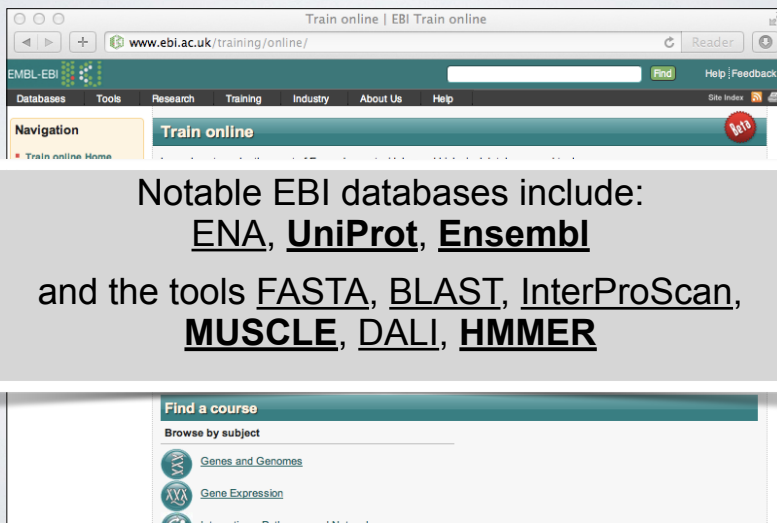 Train online | EBI Train online
www.ebi.ac.uk/training/online/
Reader
EMBL-EBI
Find
Help Feedback
Databases Tools Research Training Industry About Us Help
Site Index
Navigation
Train online
Beta
Train online Home
Notable EBI databases include:
ENA, UniProt, Ensembl
and the tools FASTA, BLAST, InterProScan,
MUSCLE, DALI, HMMER
Find a course
Browse by subject
Genes and Genomes
Gene Expression